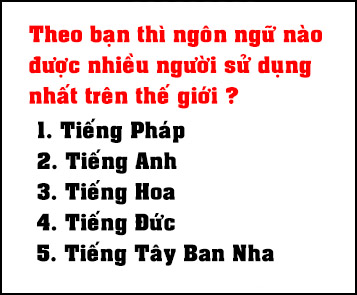 Theo bạn thì ngôn ngữ nào
được nhiều người sử dụng
nhất trên thế giới ?
1. Tiếng Pháp
2. Tiếng Anh
3. Tiếng Hoa
4. Tiếng Đức
5. Tiếng Tây Ban Nha